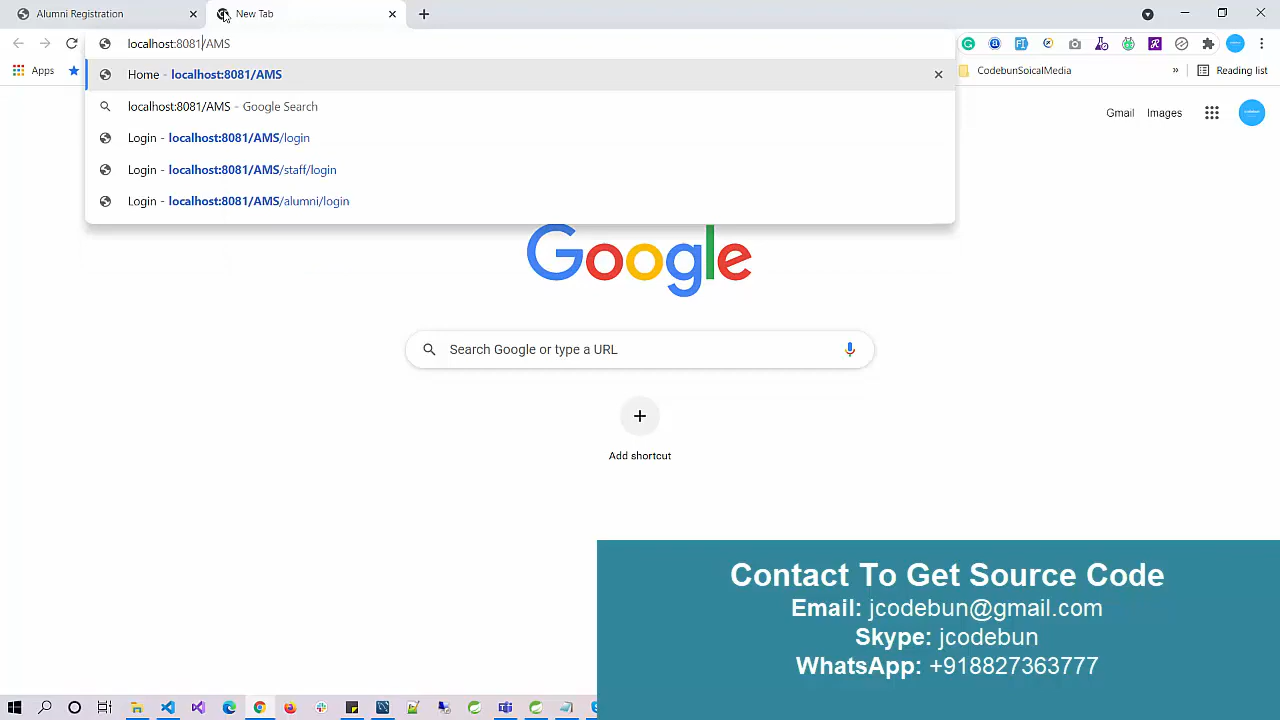 Alumni Registration
New Tab
localhost:8081/AMS
Apps
CodebunSoicalMedia
»
Reading list
Home - localhost:8081/AMS
localhost:8081/AMS - Google Search
Login - localhost:8081/AMS/login
Login - localhost:8081/AMS/staff/login
Login - localhost:8081/AMS/alumni/login
Gmail
Images
Google
Search Google or type a URL
Add shortcut
Contact To Get Source Code
Email: jcodebun@gmail.com
Skype: jcodebun
WhatsApp: +918827363777